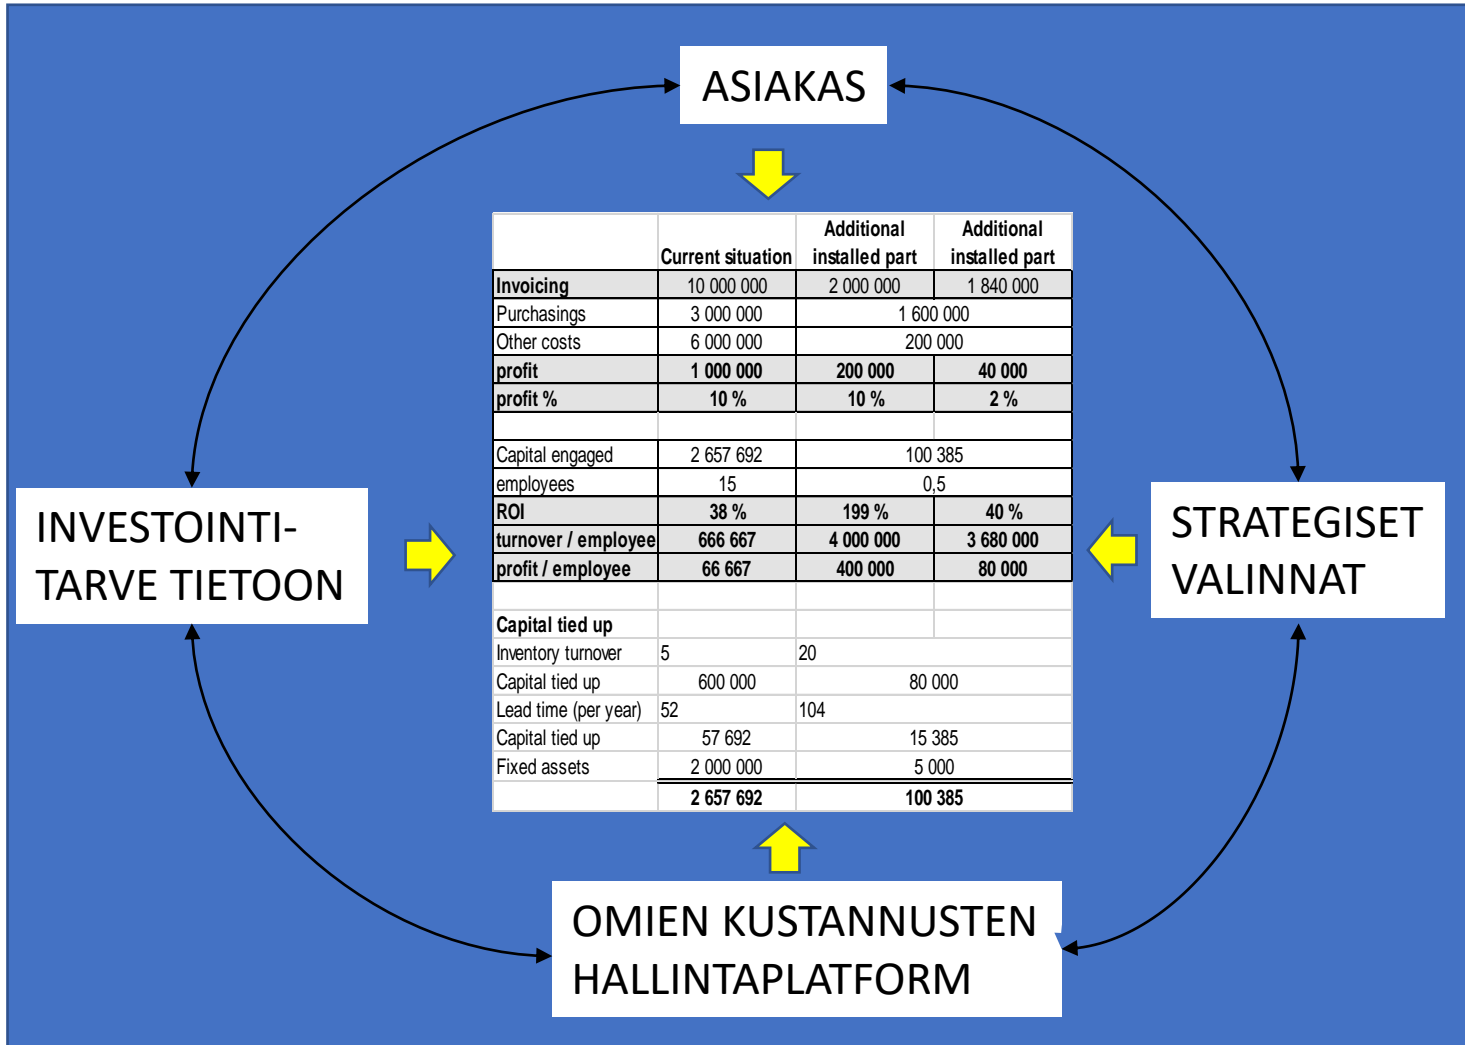 ASIAKAS
Additional Additional
Current situation installed part installed part
Invoicing 10 000 000 2 000 000 1 840 000
Purchasings 3 000 000 1 600 000
Other costs 6 000 000 200 000
profit 1 000 000 200 000 40 000
profit % 10 % 10 % 2 %
Capital engaged 2 657 692 100 385
employees 15 0,5
ROI 38 % 199 % 40 %
turnover / employee 666 667 4 000 000 3 680 000
profit / employee 66 667 400 000 80 000
Capital tied up
Inventory turnover 5 20
Capital tied up 600 000 80 000
Lead time (per year) 52 104
Capital tied up 57 692 15 385
Fixed assets 2 000 000 5 000
2 657 692 100 385
INVESTOINTI-
TARVE TIETOON
STRATEGISET
VALINNAT
OMIEN KUSTANNUSTEN
HALLINTAPLATFORM